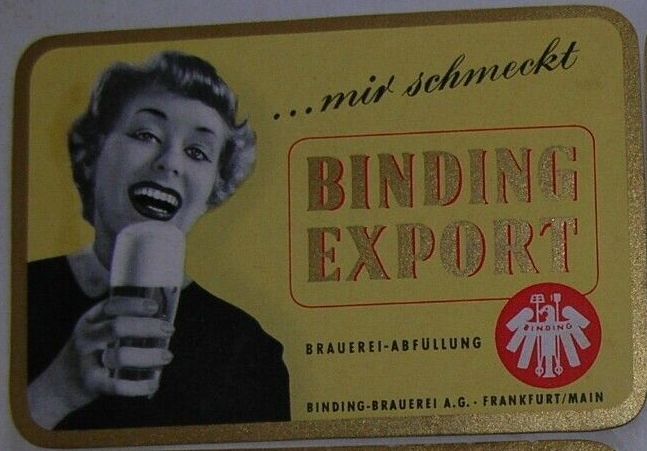 ...mir schmeckt
BINDING
EXPORT
BRAUEREI-ABFÜLLUNG
BINDING
BINDING-BRAUEREI A.G. · FRANKFURT/MAIN